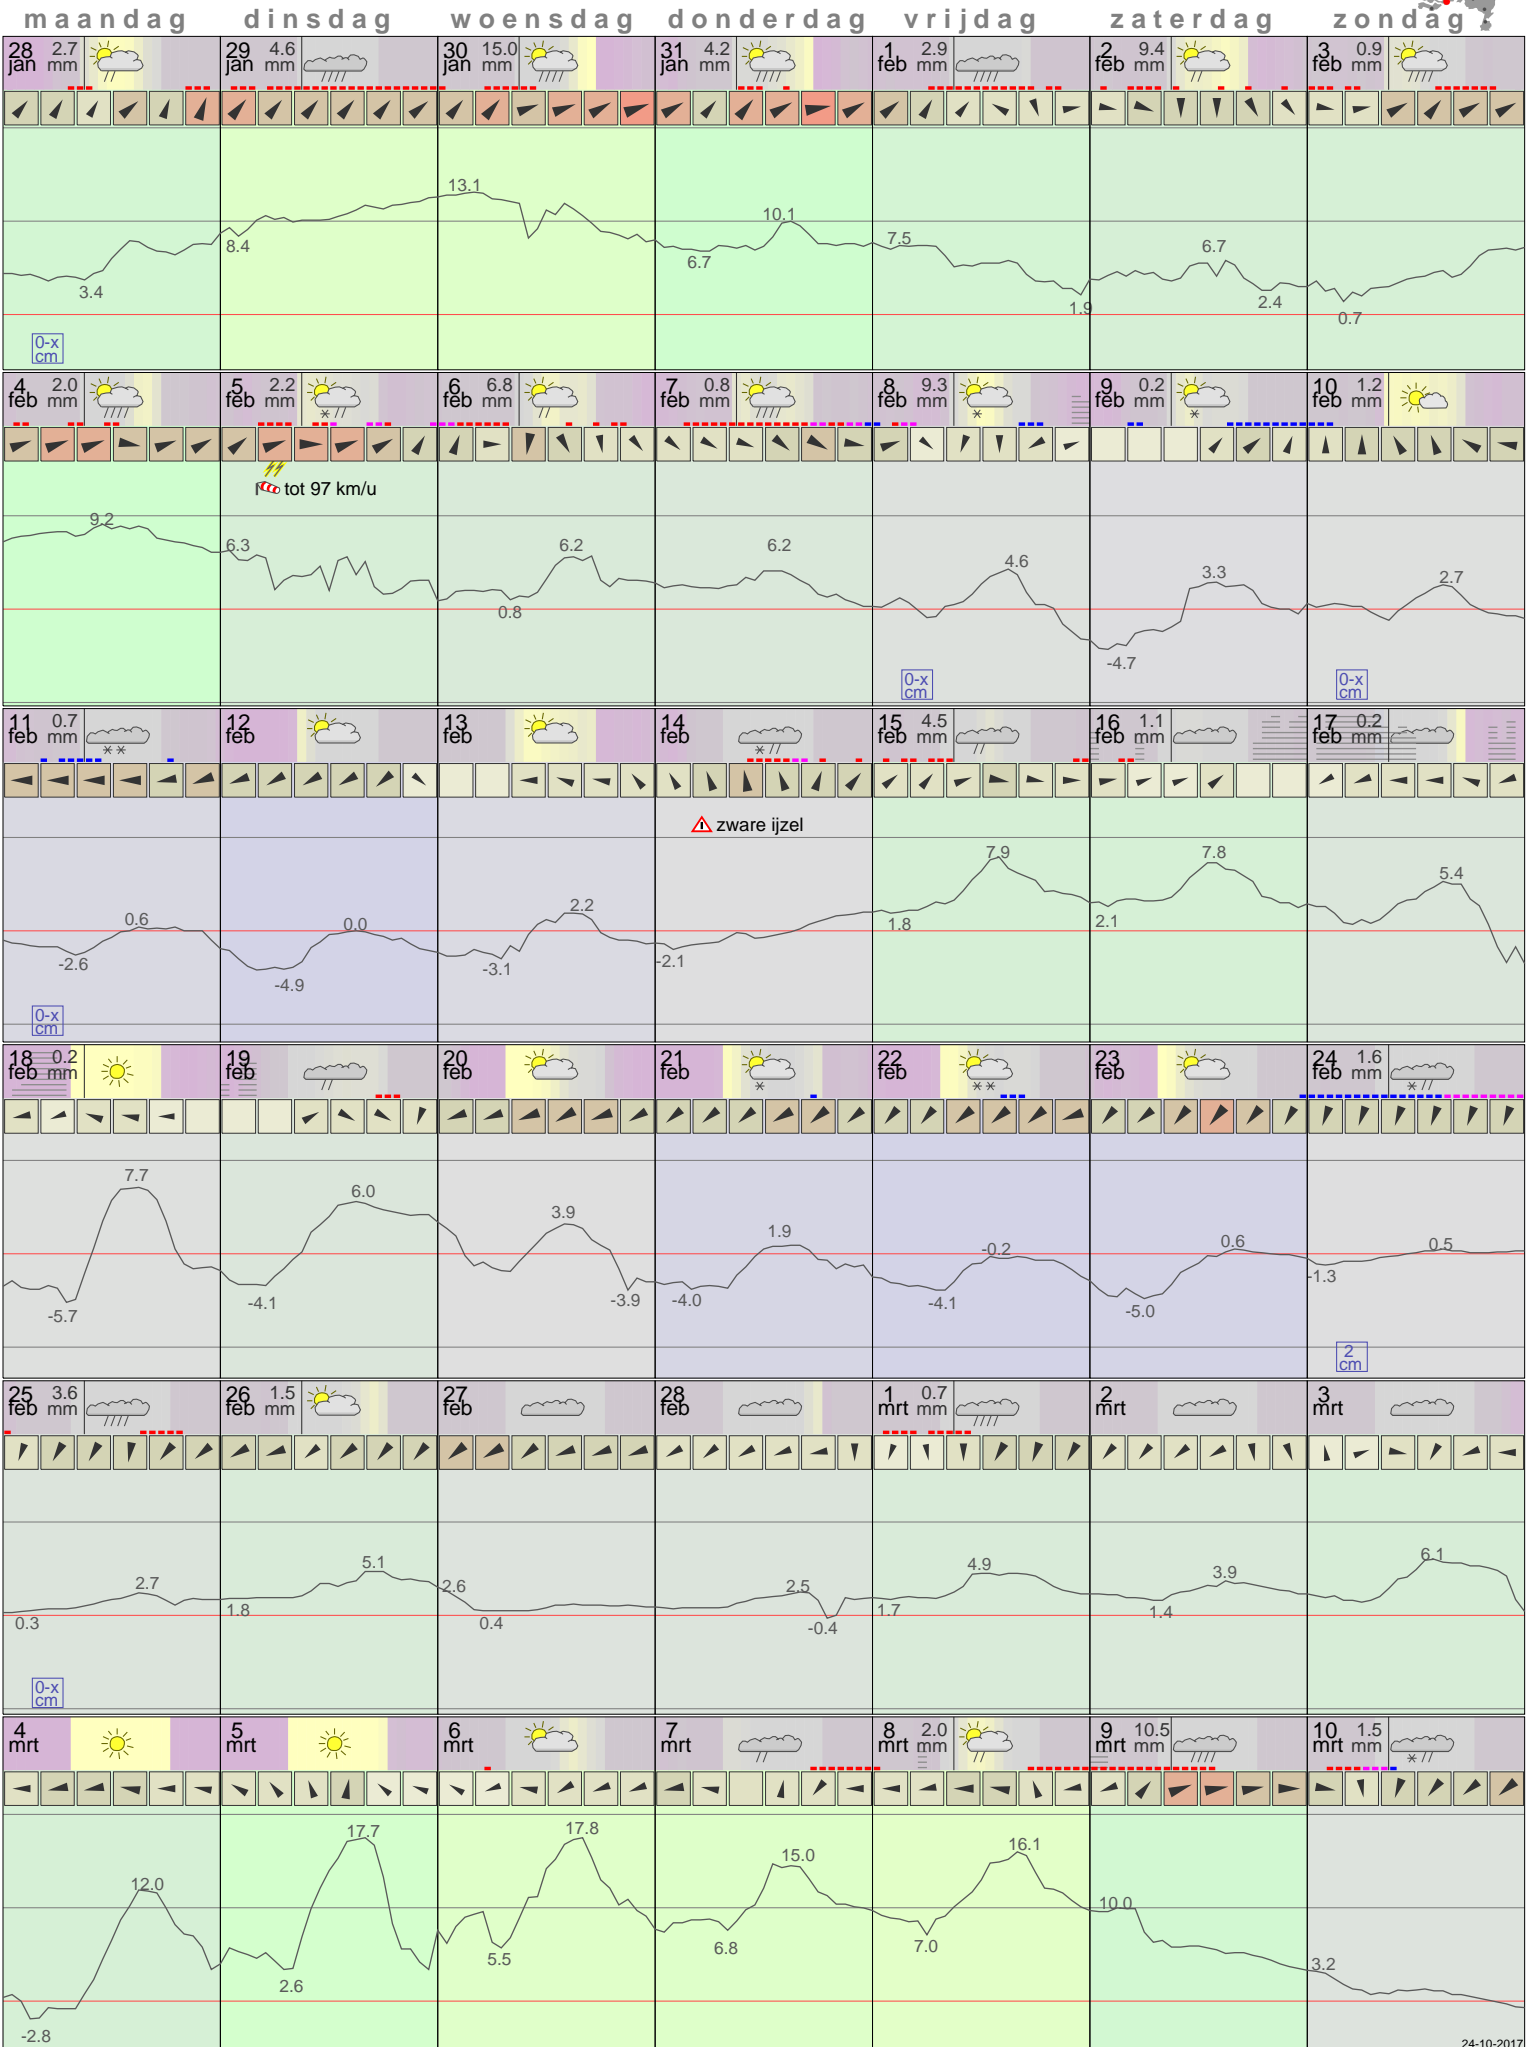 maandag dinsdag woensdag donderdag vrijdag zaterdag zondag
28 2.7 29 4.6 30 15.0 31 4.2 1 2.9 2 9.4 3 0.9
jan mm jan mm jan mm jan mm feb mm feb mm feb mm
13.1
10.1
8.4 7.5 6.7
6.7
3.4 1.9 2.4 0.7
0-x
cm
4 2.0 5 2.2 6 6.8 7 0.8 8 9.3 9 0.2 10 1.2
feb mm feb mm feb mm feb mm feb mm feb mm feb mm
tot 97 km/u
9.2
6.3 6.2 6.2
4.6 3.3 2.7
0.8
-4.7
0-x 0-x
cm cm
11 0.7 12 13 14 15 4.5 16 1.1 17 0.2
feb mm feb feb feb feb mm feb mm feb mm
zware ijzel
7.9 7.8
5.4
0.6 0.0 2.2 1.8 2.1
-2.6 -3.1 -2.1
-4.9
0-x
cm
18 0.2 19 20 21 22 23 24 1.6
feb mm feb feb feb feb feb feb mm
7.7
6.0
3.9
1.9 -0.2 0.6 0.5
-1.3
-5.7 -4.1 -3.9 -4.0 -4.1 -5.0
2
cm
25 3.6 26 1.5 27 28 1 0.7 2 3
feb mm feb mm feb feb mrt mm mrt mrt
6.1
5.1 4.9 3.9
2.7 2.6 2.5
0.3 1.8 0.4 -0.4 1.7 1.4
0-x
cm
4 5 6 7 8 2.0 9 10.5 10 1.5
mrt mrt mrt mrt mrt mm mrt mm mrt mm
17.7 17.8
15.0 16.1
12.0
10.0
5.5 6.8 7.0
2.6 3.2
-2.8
24-10-2017